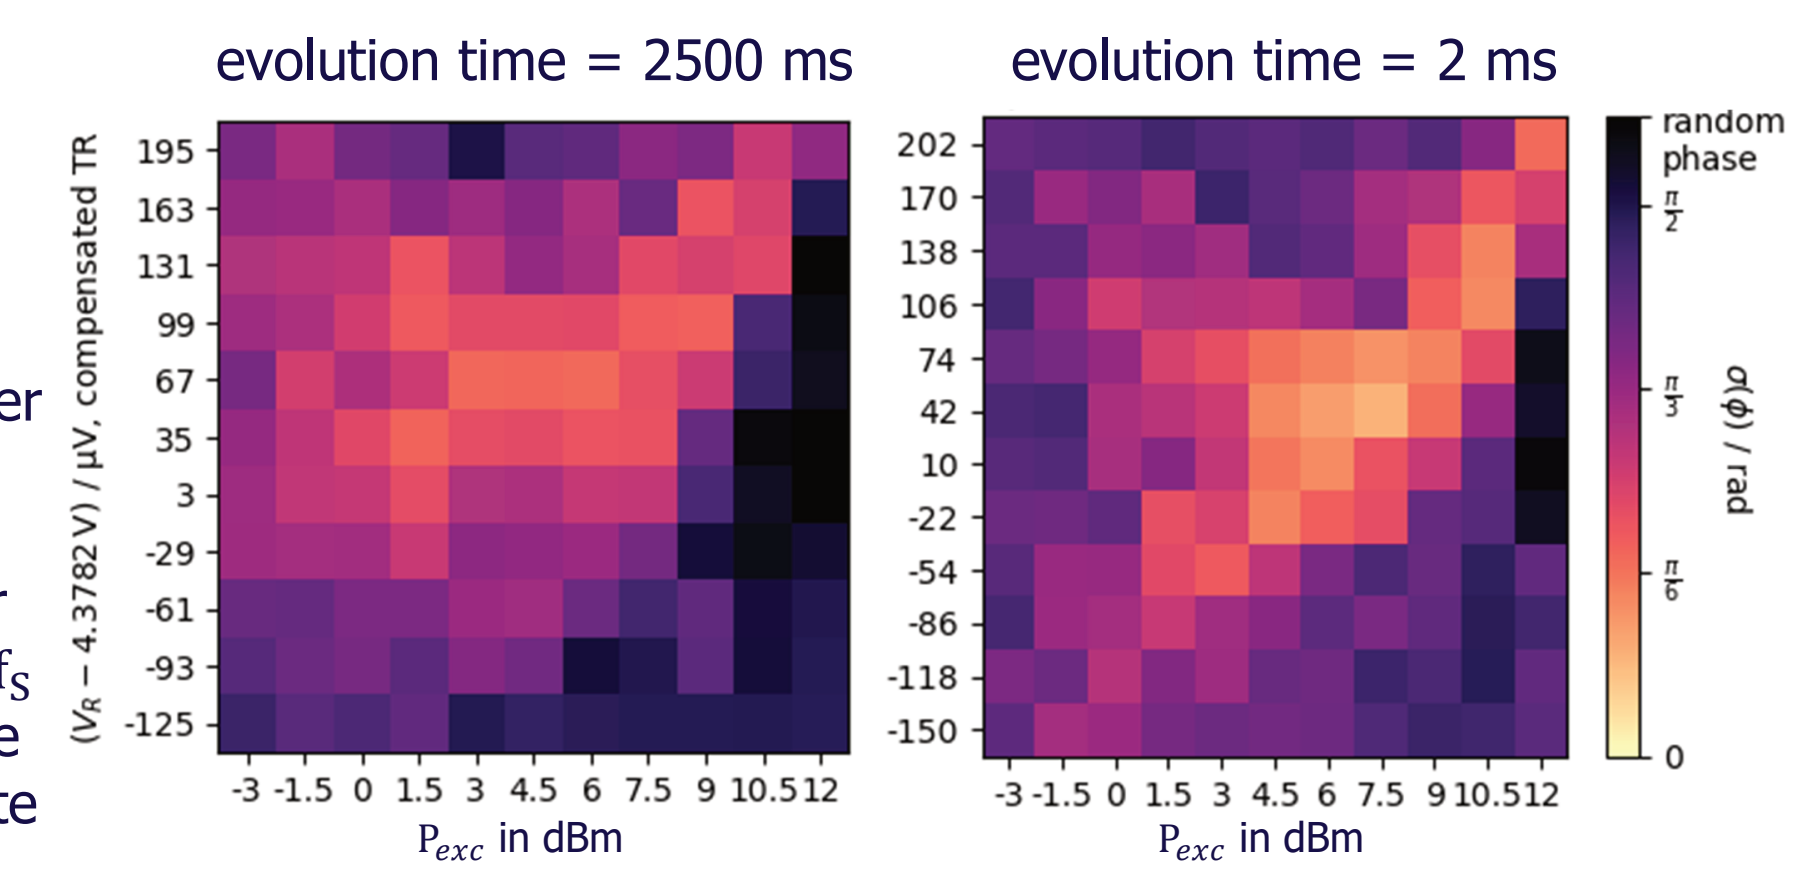 evolution time = 2500 ms
evolution time = 2 ms
(V_R − 4.3782 V) / µV, compensated TR
195
163
131
99
67
35
3
-29
-61
-93
-125
-3 -1.5 0 1.5 3 4.5 6 7.5 9 10.5 12
P_exc in dBm
202
170
138
106
74
42
10
-22
-54
-86
-118
-150
-3 -1.5 0 1.5 3 4.5 6 7.5 9 10.5 12
P_exc in dBm
random
phase
π/2
π/3
π/6
0
σ(ϕ) / rad
er
r
f_S
e
te